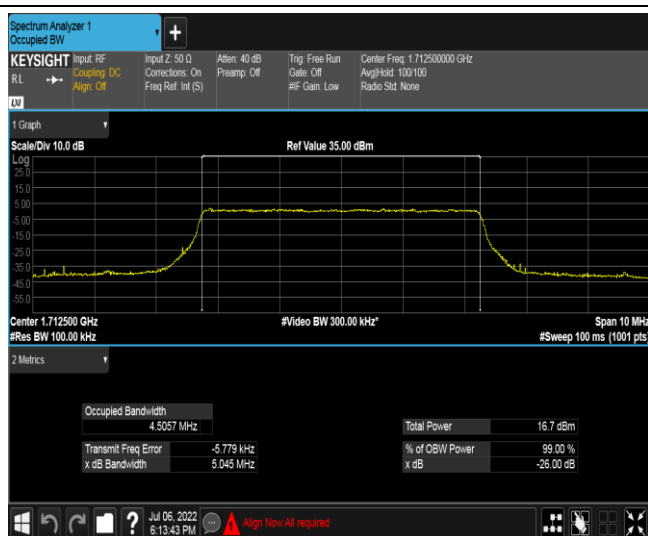 Spectrum Analyzer 1
Occupied BW
+
KEYSIGHT
RL
LXI
Input: RF
Coupling: DC
Align: Off
Input Z: 50 Ω
Corrections: On
Freq Ref: Int (S)
Atten: 40 dB
Preamp: Off
Trig: Free Run
Gate: Off
#IF Gain: Low
Center Freq: 1.712500000 GHz
Avg|Hold: 100/100
Radio Std: None
1 Graph
Scale/Div 10.0 dB
Ref Value 35.00 dBm
Log
25.0
15.0
5.00
-5.00
-15.0
-25.0
-35.0
-45.0
-55.0
Center 1.712500 GHz
#Video BW 300.00 kHz*
Span 10 MHz
#Res BW 100.00 kHz
#Sweep 100 ms (1001 pts)
2 Metrics
Occupied Bandwidth
4.5057 MHz
Total Power 16.7 dBm
Transmit Freq Error -5.779 kHz
% of OBW Power 99.00 %
x dB Bandwidth 5.045 MHz
x dB -26.00 dB
?
Jul 06, 2022
6:13:43 PM
Align Now All required